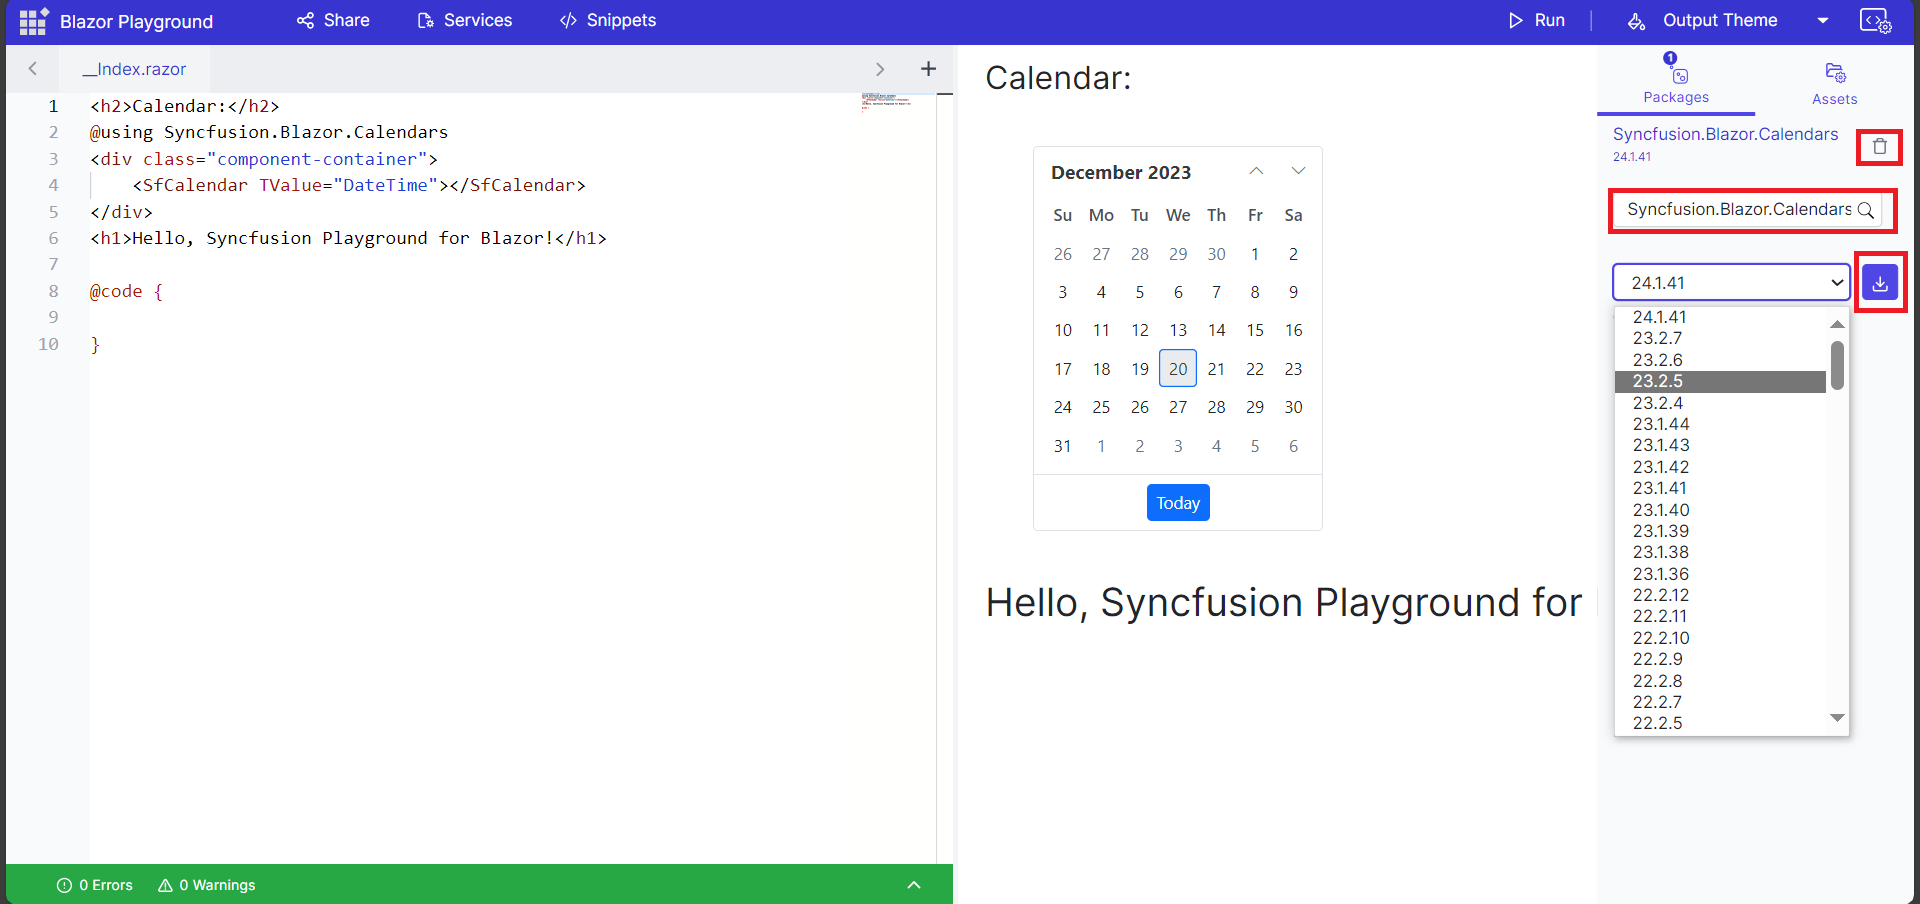 Blazor Playground
Share
Services
Snippets
Run
Output Theme
__Index.razor
1 <h2>Calendar:</h2>
2 @using Syncfusion.Blazor.Calendars
3 <div class="component-container">
4 <SfCalendar TValue="DateTime"></SfCalendar>
5 </div>
6 <h1>Hello, Syncfusion Playground for Blazor!</h1>
7
8 @code {
9
10 }
0 Errors
0 Warnings
Calendar:
December 2023
Su Mo Tu We Th Fr Sa
26 27 28 29 30 1 2
3 4 5 6 7 8 9
10 11 12 13 14 15 16
17 18 19 20 21 22 23
24 25 26 27 28 29 30
31 1 2 3 4 5 6
Today
Hello, Syncfusion Playground for
1
Packages
Assets
Syncfusion.Blazor.Calendars
24.1.41
Syncfusion.Blazor.Calendars
24.1.41
24.1.41
23.2.7
23.2.6
23.2.5
23.2.4
23.1.44
23.1.43
23.1.42
23.1.41
23.1.40
23.1.39
23.1.38
23.1.36
22.2.12
22.2.11
22.2.10
22.2.9
22.2.8
22.2.7
22.2.5